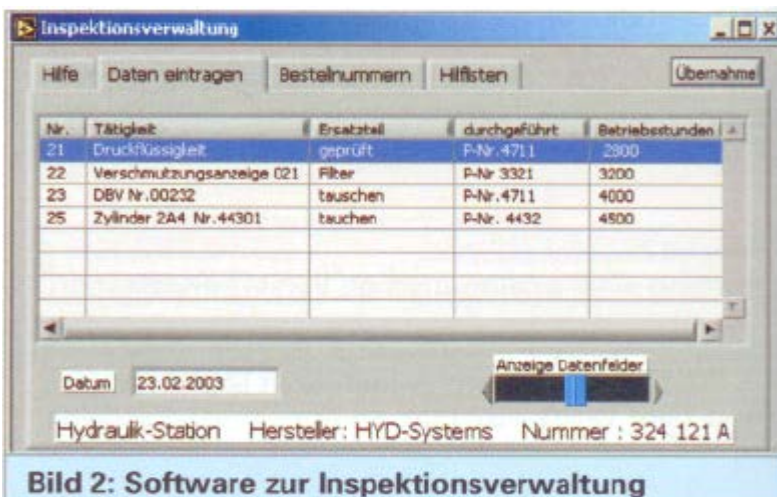 Inspektionsverwaltung
Hilfe Daten eintragen Bestellnummern Hilflisten Übernahme
Nr. Tätigkeit Ersatzteil durchgeführt Betriebsstunden
21 Druckflüssigkeit geprüft P-Nr.4711 2800
22 Verschmutzungsanzeige 021 Filter P-Nr 3321 3200
23 DBV Nr.00232 tauschen P-Nr.4711 4000
25 Zylinder 2A4 Nr.44301 tauchen P-Nr. 4432 4500
Anzeige Datenfelder
Datum 23.02.2003
Hydraulik-Station Hersteller: HYD-Systems Nummer : 324 121 A
Bild 2: Software zur Inspektionsverwaltung